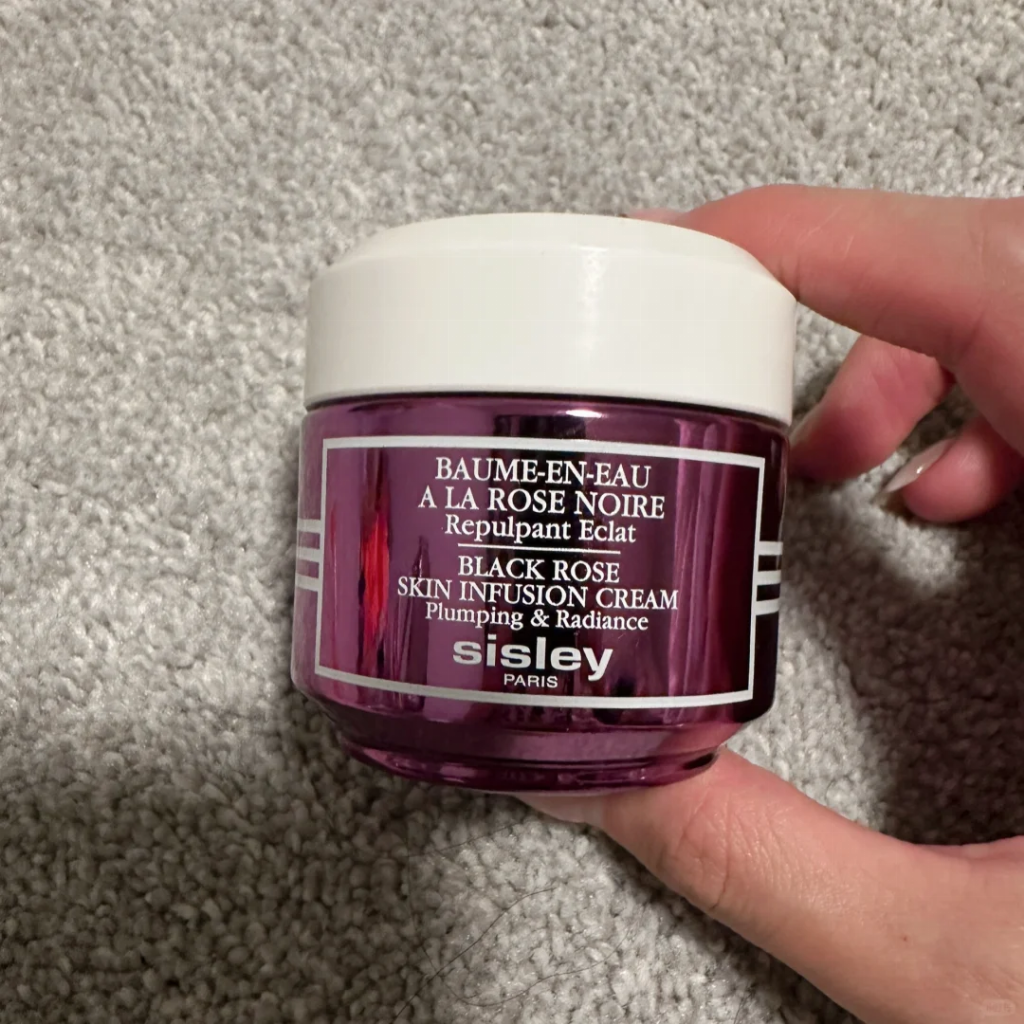 BAUME-EN-EAU
A LA ROSE NOIRE
Repulpant Eclat
BLACK ROSE
SKIN INFUSION CREAM
Plumping & Radiance
sisley
PARIS